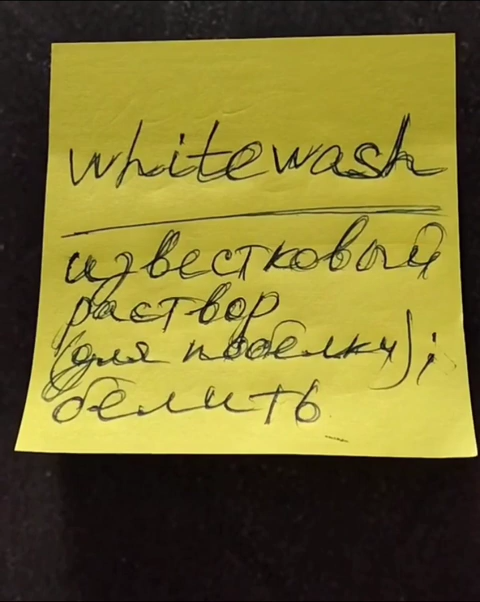 whitewash
известковый
раствор
(для побелки);
белить